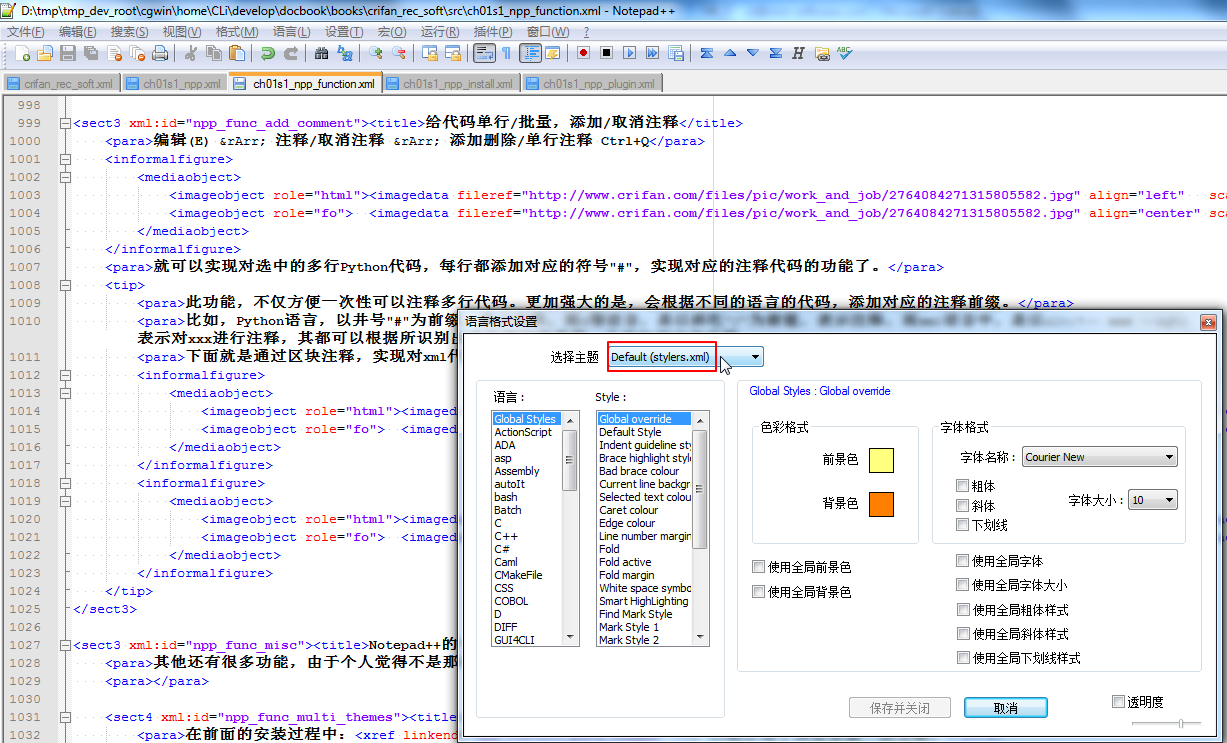 D:\tmp\tmp_dev_root\cgwin\home\CLi\develop\docbook\books\crifan_rec_soft\src\ch01s1_npp_function.xml - Notepad++
文件(F) 编辑(E) 搜索(S) 视图(V) 格式(M) 语言(L) 设置(T) 宏(O) 运行(R) 插件(P) 窗口(W) ?
crifan_rec_soft.xml ch01s1_npp.xml ch01s1_npp_function.xml ch01s1_npp_install.xml ch01s1_npp_plugin.xml
998
999 <sect3 xml:id="npp_func_add_comment"><title>给代码单行/批量，添加/取消注释</title>
1000 <para>编辑(E) &rArr; 注释/取消注释 &rArr; 添加删除/单行注释 Ctrl+Q</para>
1001 <informalfigure>
1002 <mediaobject>
1003 <imageobject role="html"><imagedata fileref="http://www.crifan.com/files/pic/work_and_job/2764084271315805582.jpg" align="left" sca
1004 <imageobject role="fo"> <imagedata fileref="http://www.crifan.com/files/pic/work_and_job/2764084271315805582.jpg" align="center" sca
1005 </mediaobject>
1006 </informalfigure>
1007 <para>就可以实现对选中的多行Python代码，每行都添加对应的符号"#"，实现对应的注释代码的功能了。</para>
1008 <tip>
1009 <para>此功能，不仅方便一次性可以注释多行代码。更加强大的是，会根据不同的语言的代码，添加对应的注释前缀。</para>
1010 <para>比如，Python语言，以井号"#"为前缀
表示对xxx进行注释，其都可以根据所识别出
1011 <para>下面就是通过区块注释，实现对xml代
1012 <informalfigure>
1013 <mediaobject>
1014 <imageobject role="html"><imaged
1015 <imageobject role="fo"> <imaged
1016 </mediaobject>
1017 </informalfigure>
1018 <informalfigure>
1019 <mediaobject>
1020 <imageobject role="html"><imaged
1021 <imageobject role="fo"> <imaged
1022 </mediaobject>
1023 </informalfigure>
1024 </tip>
1025 </sect3>
1026
1027 <sect3 xml:id="npp_func_misc"><title>Notepad++的
1028 <para>其他还有很多功能，由于个人觉得不是那
1029 <para></para>
1030
1031 <sect4 xml:id="npp_func_multi_themes"><title
1032 <para>在前面的安装过程中：<xref linkend
语言格式设置
选择主题 Default (stylers.xml)
语言：
Global Styles
ActionScript
ADA
asp
Assembly
autoIt
bash
Batch
C
C++
C#
Caml
CMakeFile
CSS
COBOL
D
DIFF
GUI4CLI
Style：
Global override
Default Style
Indent guideline sty
Brace highlight style
Bad brace colour
Current line backgr
Selected text colou
Caret colour
Edge colour
Line number margin
Fold
Fold active
Fold margin
White space symbo
Smart HighLighting
Find Mark Style
Mark Style 1
Mark Style 2
Global Styles : Global override
色彩格式
前景色
背景色
使用全局前景色
使用全局背景色
字体格式
字体名称： Courier New
粗体
斜体
下划线
字体大小： 10
使用全局字体
使用全局字体大小
使用全局粗体样式
使用全局斜体样式
使用全局下划线样式
保存并关闭 取消 透明度